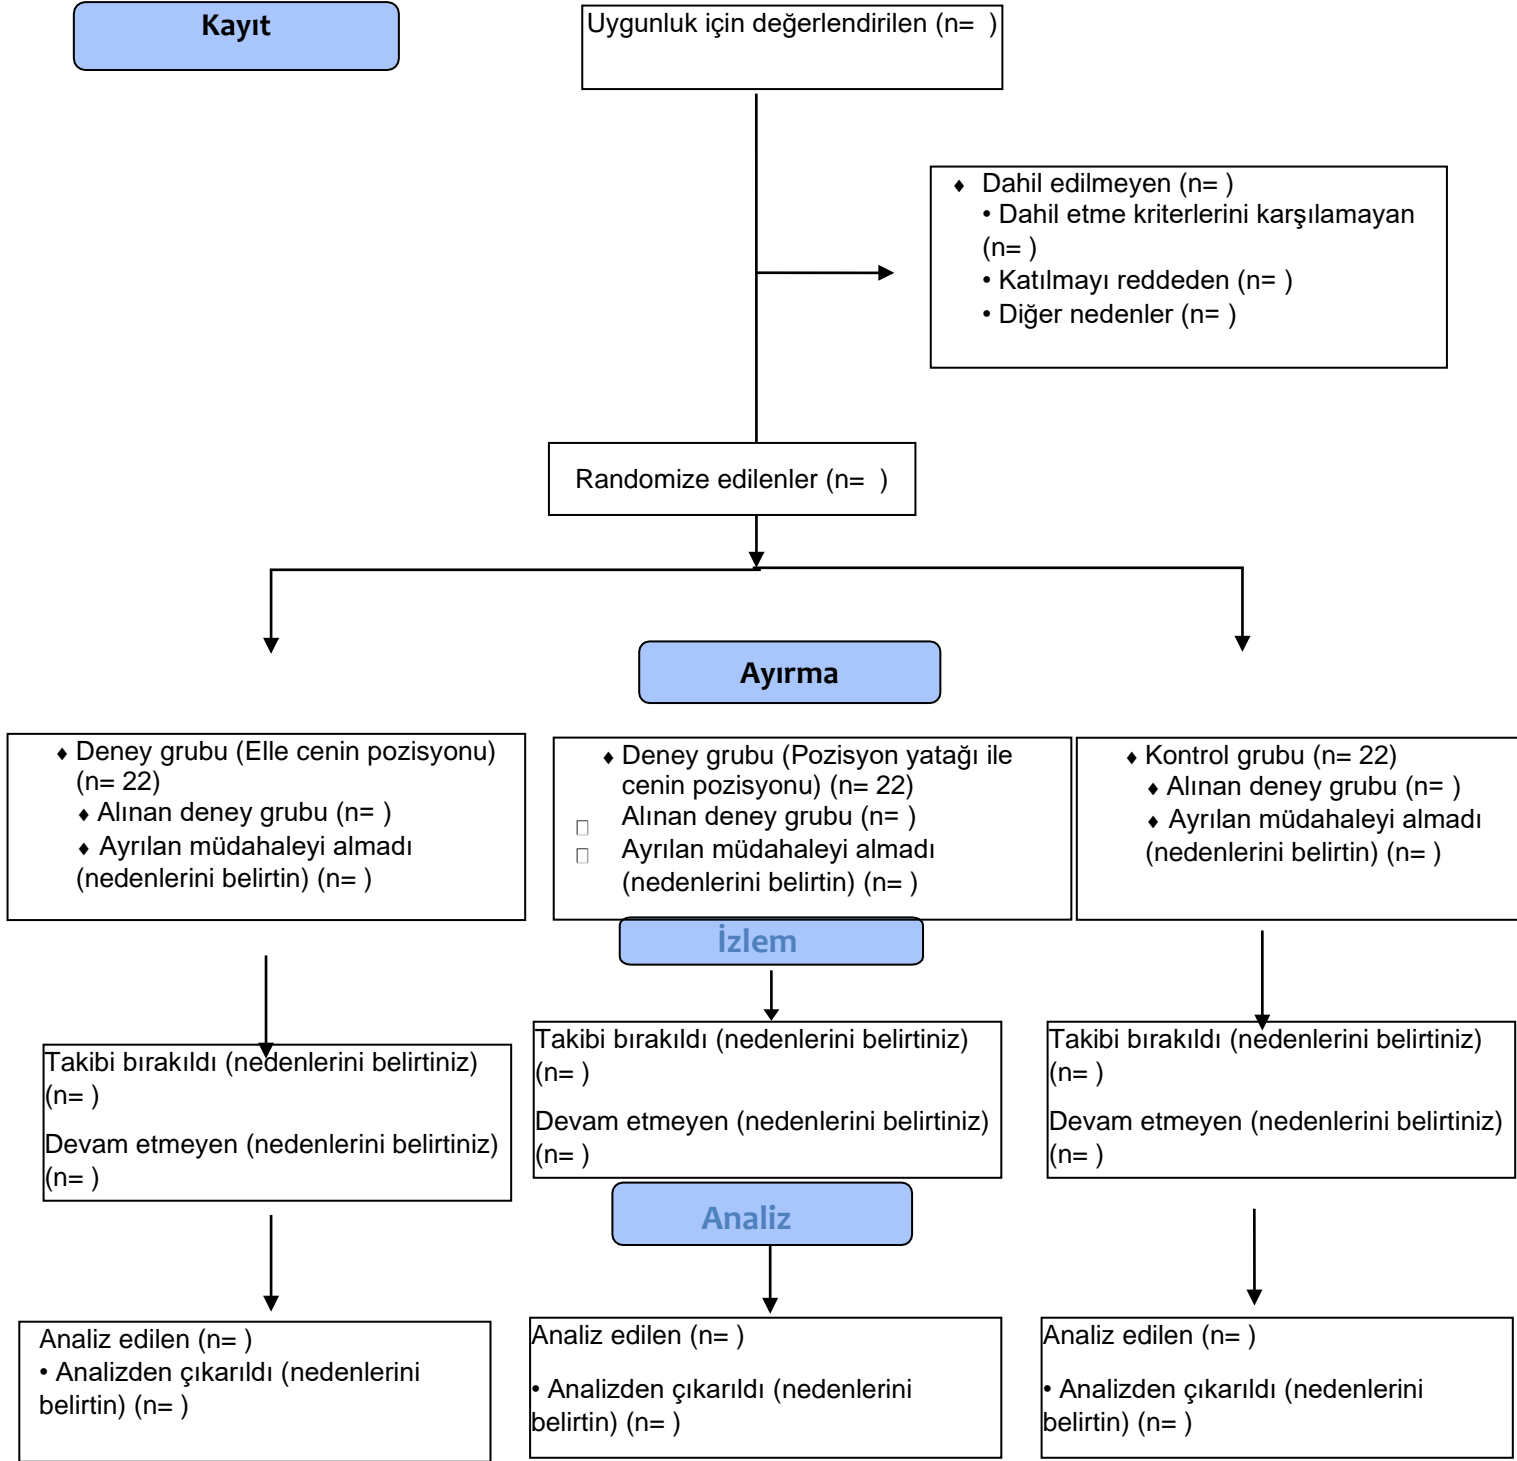 Kayıt
Uygunluk için değerlendirilen (n=  )
♦ Dahil edilmeyen (n= )
• Dahil etme kriterlerini karşılamayan
(n= )
• Katılmayı reddeden (n= )
• Diğer nedenler (n= )
Randomize edilenler (n=  )
Ayırma
♦ Deney grubu (Elle cenin pozisyonu)
(n= 22)
♦ Alınan deney grubu (n= )
♦ Ayrılan müdahaleyi almadı
(nedenlerini belirtin) (n= )
♦ Deney grubu (Pozisyon yatağı ile
cenin pozisyonu) (n= 22)
□ Alınan deney grubu (n= )
□ Ayrılan müdahaleyi almadı
(nedenlerini belirtin) (n= )
♦ Kontrol grubu (n= 22)
♦ Alınan deney grubu (n= )
♦ Ayrılan müdahaleyi almadı
(nedenlerini belirtin) (n= )
İzlem
Takibi bırakıldı (nedenlerini belirtiniz)
(n= )
Devam etmeyen (nedenlerini belirtiniz)
(n= )
Takibi bırakıldı (nedenlerini belirtiniz)
(n= )
Devam etmeyen (nedenlerini belirtiniz)
(n= )
Takibi bırakıldı (nedenlerini belirtiniz)
(n= )
Devam etmeyen (nedenlerini belirtiniz)
(n= )
Analiz
Analiz edilen (n= )
• Analizden çıkarıldı (nedenlerini
belirtin) (n= )
Analiz edilen (n= )
• Analizden çıkarıldı (nedenlerini
belirtin) (n= )
Analiz edilen (n= )
• Analizden çıkarıldı (nedenlerini
belirtin) (n= )